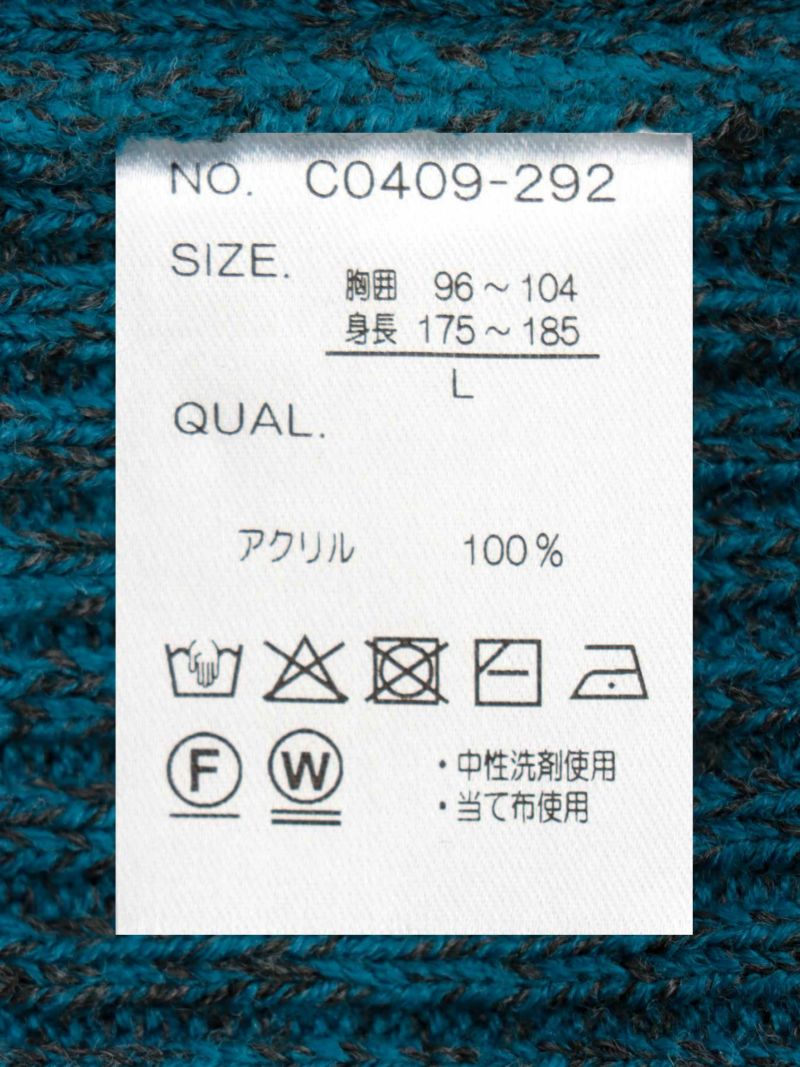 NO. C0409-292
SIZE.
胸囲 96～104
身長 175～185
L
QUAL.
アクリル 100%
F W
・中性洗剤使用
・当て布使用